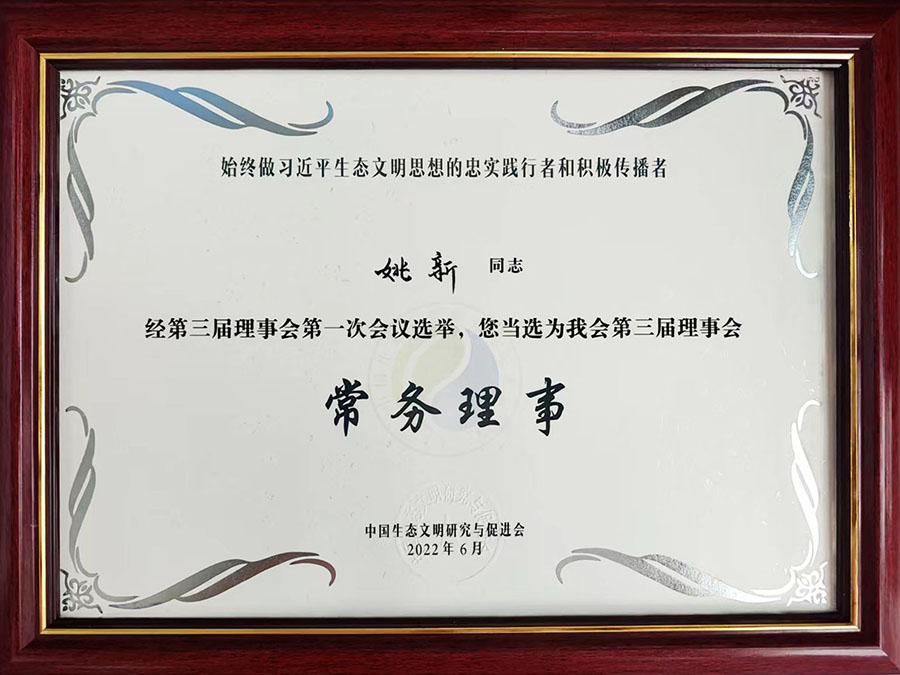 始终做习近平生态文明思想的忠实践行者和积极传播者
姚新 同志
经第三届理事会第一次会议选举，您当选为我会第三届理事会
常务理事
中国生态文明研究与促进会
2022年6月